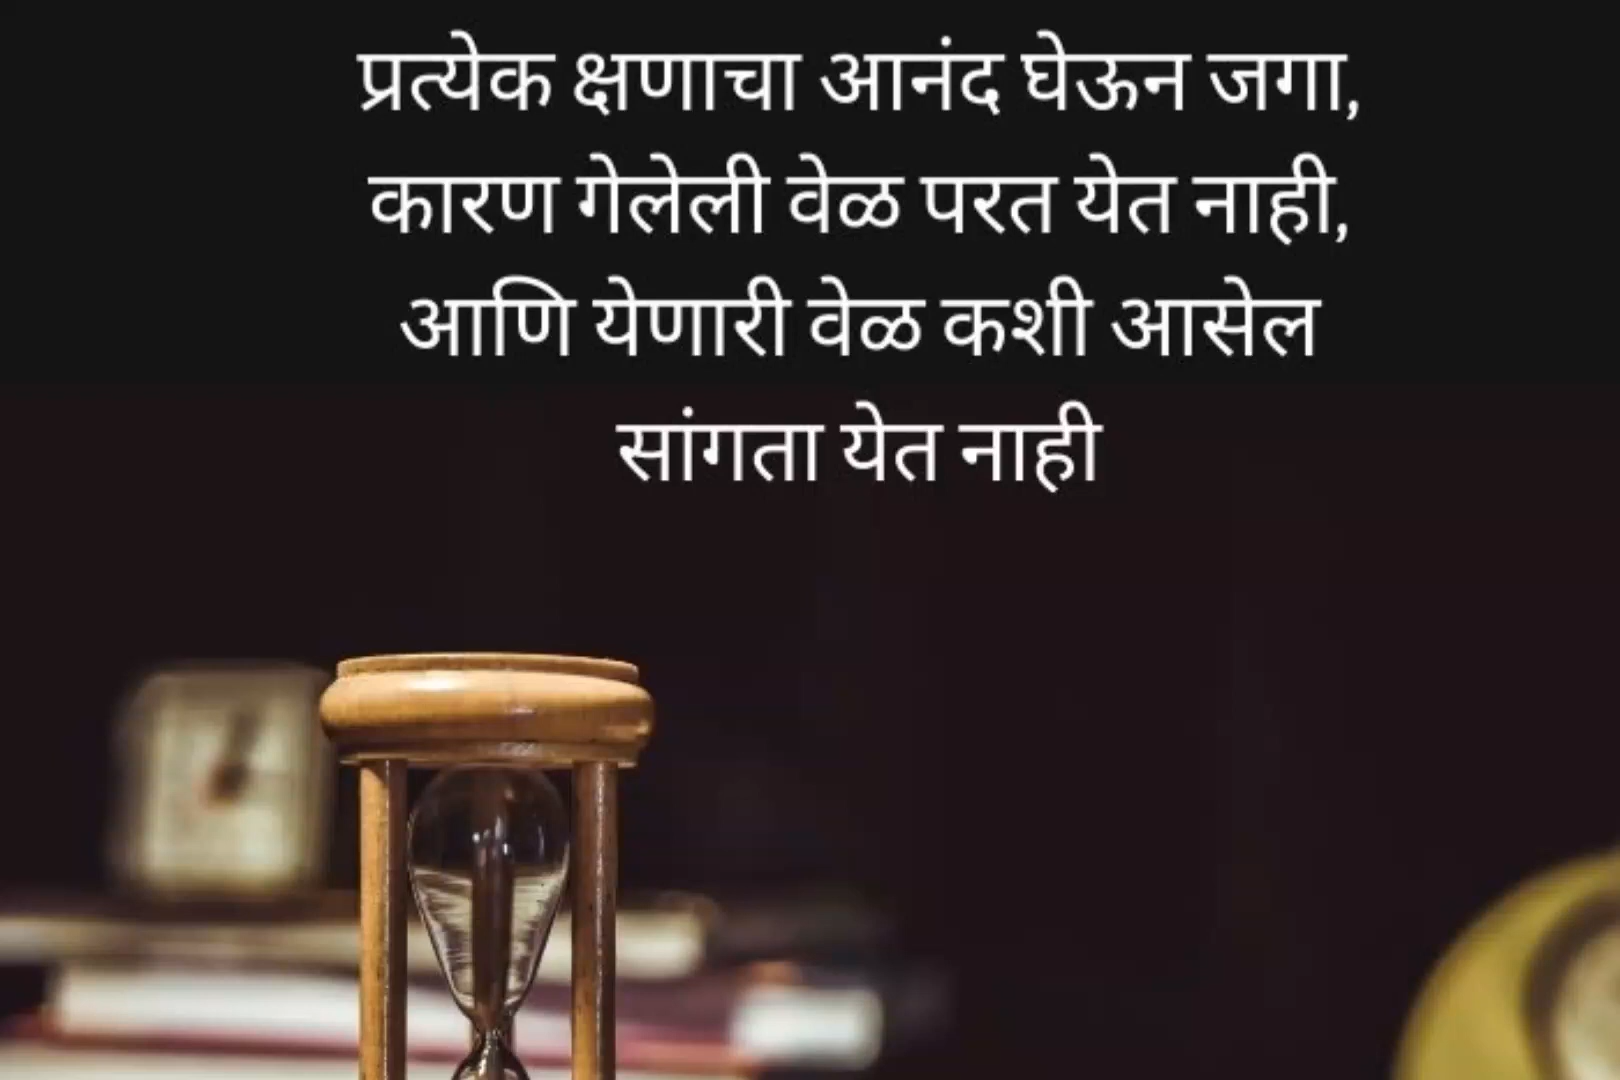 प्रत्येक क्षणाचा आनंद घेऊन जगा,
कारण गेलेली वेळ परत येत नाही,
आणि येणारी वेळ कशी आसेल
सांगता येत नाही